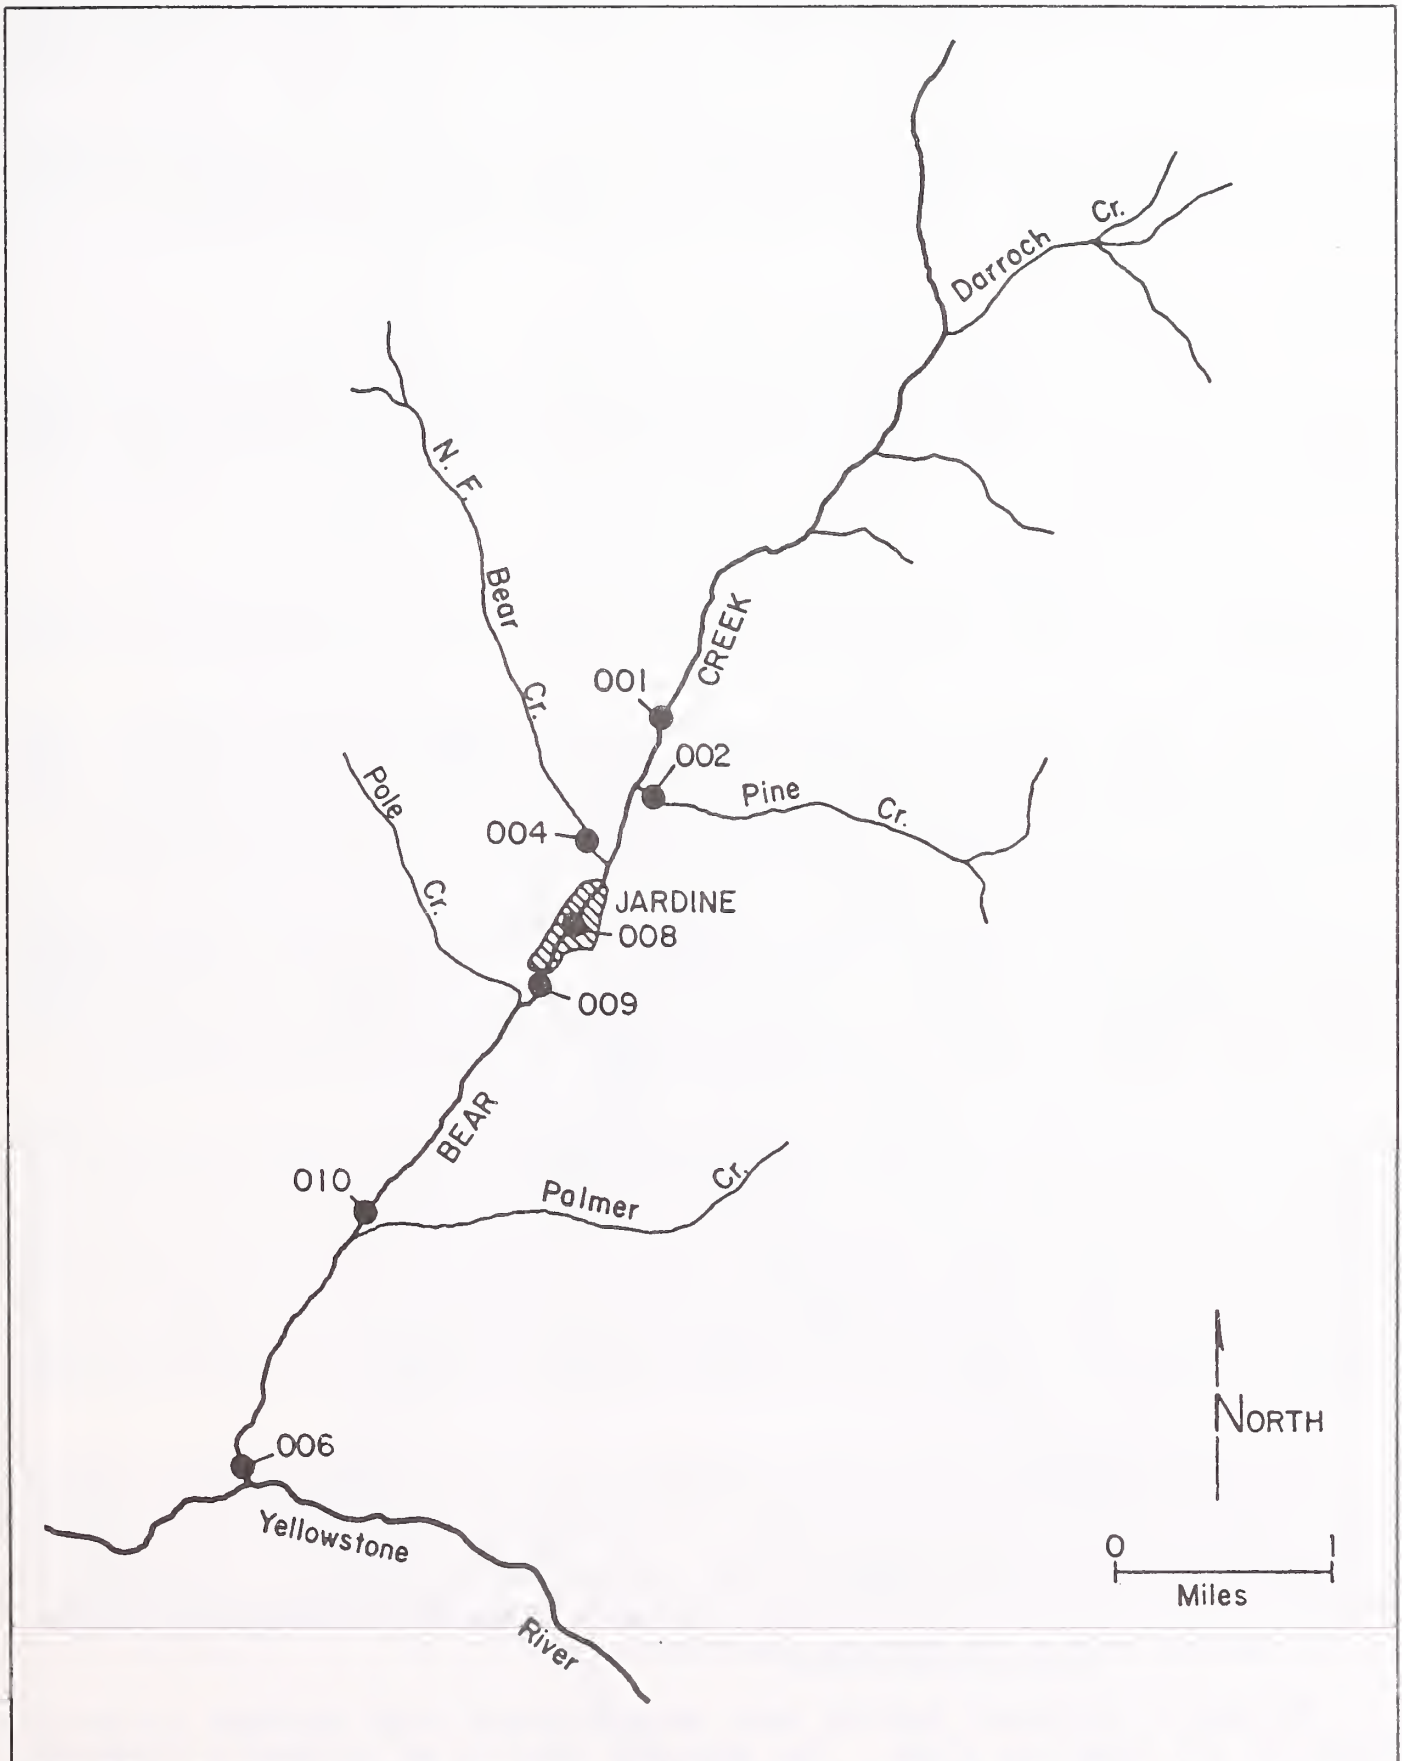 Cr.
Darroch
N. F.
Bear
CREEK
001
Cr.
002
Pole
Pine
Cr.
004
Cr.
JARDINE
008
009
BEAR
010
Cr.
Palmer
NORTH
006
Yellowstone
0 1
Miles
River